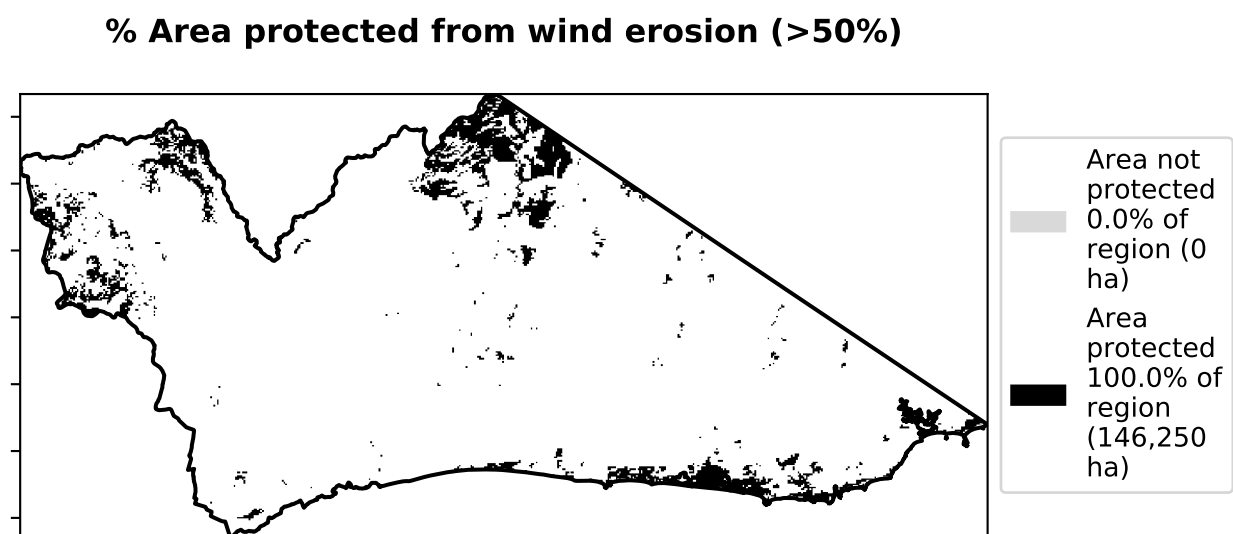 % Area protected from wind erosion (>50%)
Area not
protected
0.0% of
region (0
ha)
Area
protected
100.0% of
region
(146,250
ha)